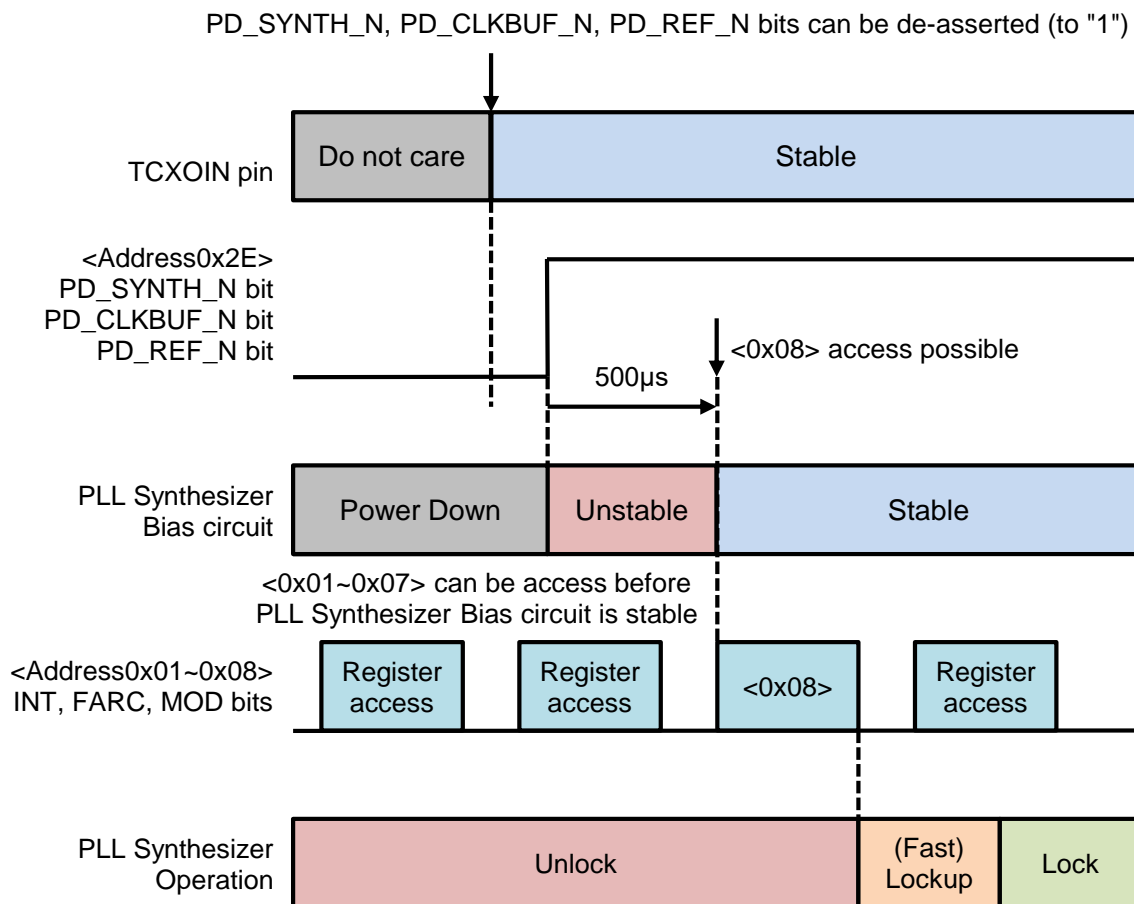 PD_SYNTH_N, PD_CLKBUF_N, PD_REF_N bits can be de-asserted (to "1")
TCXOIN pin
Do not care
Stable
<Address0x2E>
PD_SYNTH_N bit
PD_CLKBUF_N bit
PD_REF_N bit
500µs
<0x08> access possible
PLL Synthesizer
Bias circuit
Power Down
Unstable
Stable
<0x01~0x07> can be access before
PLL Synthesizer Bias circuit is stable
<Address0x01~0x08>
INT, FARC, MOD bits
Register
access
Register
access
<0x08>
Register
access
PLL Synthesizer
Operation
Unlock
(Fast)
Lockup
Lock